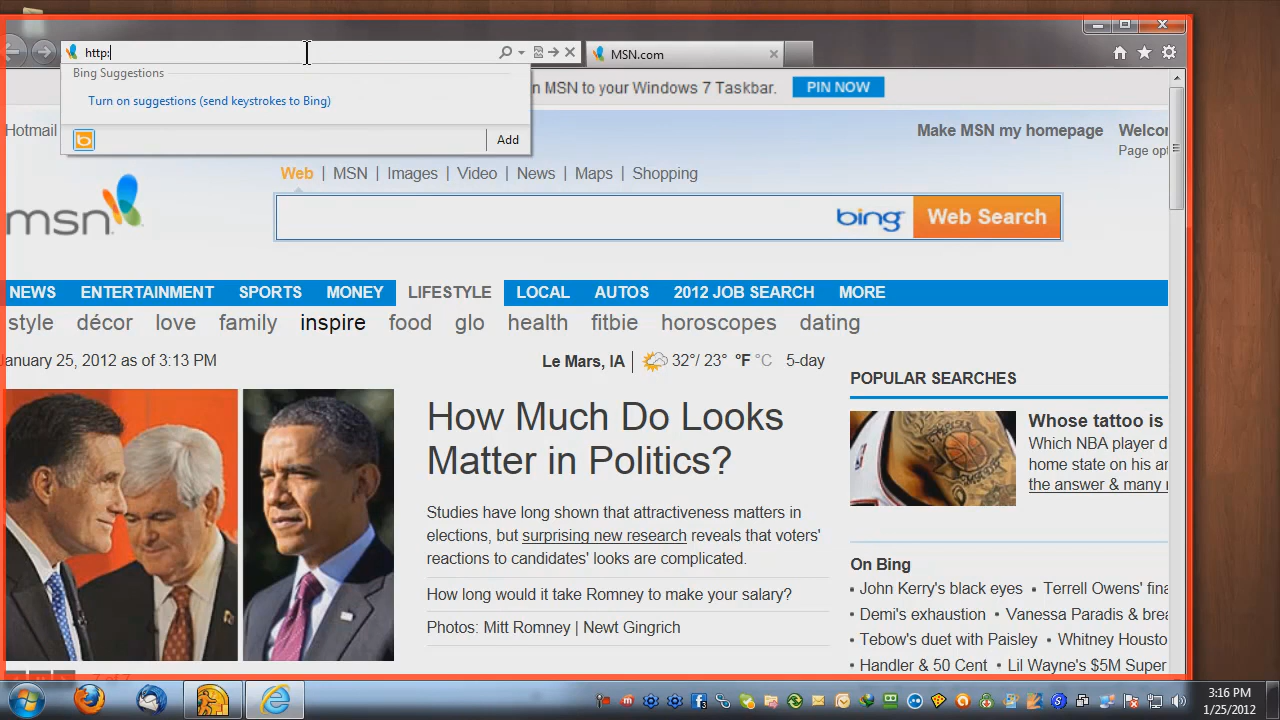 http:
MSN.com
Bing Suggestions
Turn on suggestions (send keystrokes to Bing)
Add
n MSN to your Windows 7 Taskbar.
PIN NOW
Hotmail
Make MSN my homepage
Welcom
Page opt
Web | MSN | Images | Video | News | Maps | Shopping
msn
bing
Web Search
NEWS ENTERTAINMENT SPORTS MONEY LIFESTYLE LOCAL AUTOS 2012 JOB SEARCH MORE
style décor love family inspire food glo health fitbie horoscopes dating
January 25, 2012 as of 3:13 PM
Le Mars, IA | 32°/ 23° °F °C 5-day
How Much Do Looks
Matter in Politics?
Studies have long shown that attractiveness matters in
elections, but surprising new research reveals that voters'
reactions to candidates' looks are complicated.
How long would it take Romney to make your salary?
Photos: Mitt Romney | Newt Gingrich
POPULAR SEARCHES
Whose tattoo is
Which NBA player d
home state on his ar
the answer & many
On Bing
• John Kerry's black eyes • Terrell Owens' fina
• Demi's exhaustion • Vanessa Paradis & brea
• Tebow's duet with Paisley • Whitney Housto
• Handler & 50 Cent • Lil Wayne's $5M Super
3:16 PM
1/25/2012